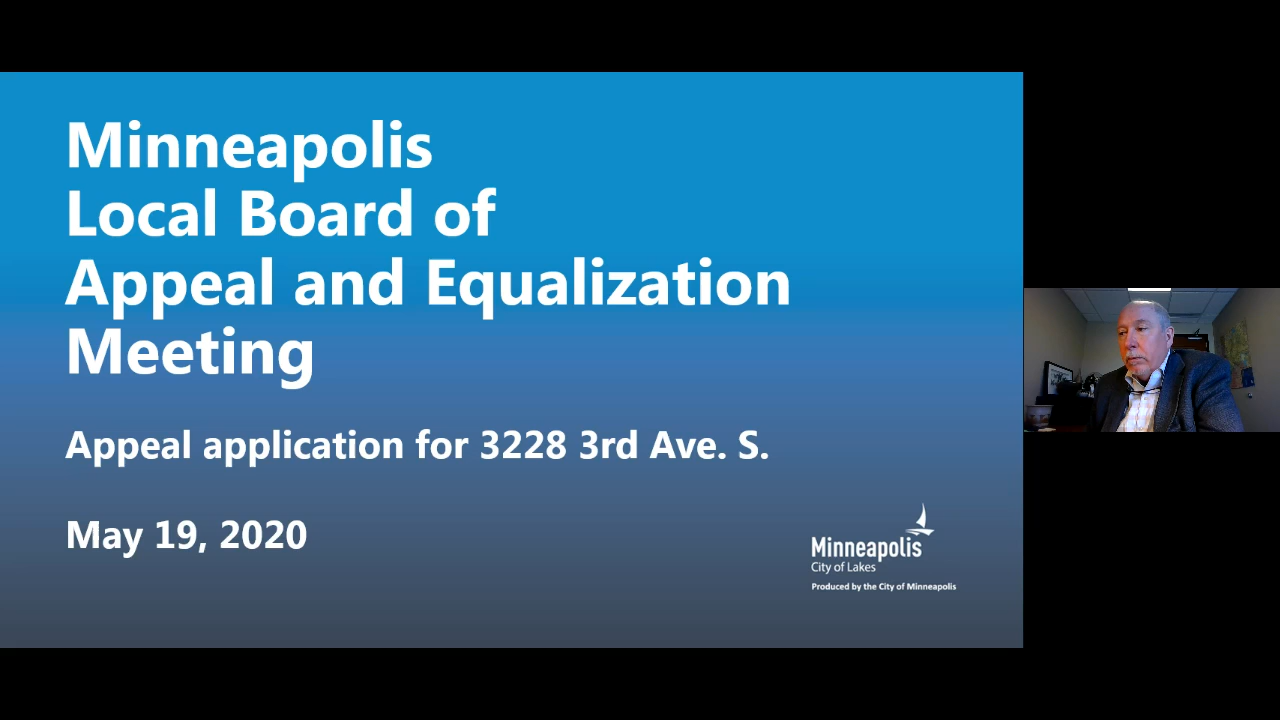 Minneapolis
Local Board of
Appeal and Equalization
Meeting
Appeal application for 3228 3rd Ave. S.
May 19, 2020
Minneapolis
City of Lakes
Produced by the City of Minneapolis